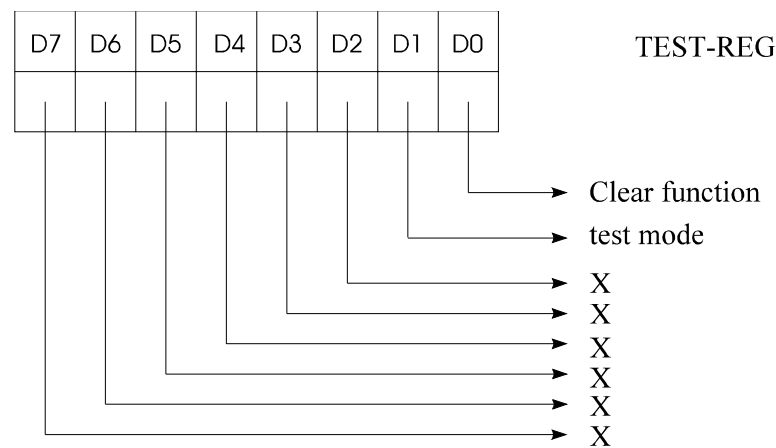 D7 D6 D5 D4 D3 D2 D1 D0 TEST-REG
Clear function
test mode
X
X
X
X
X
X